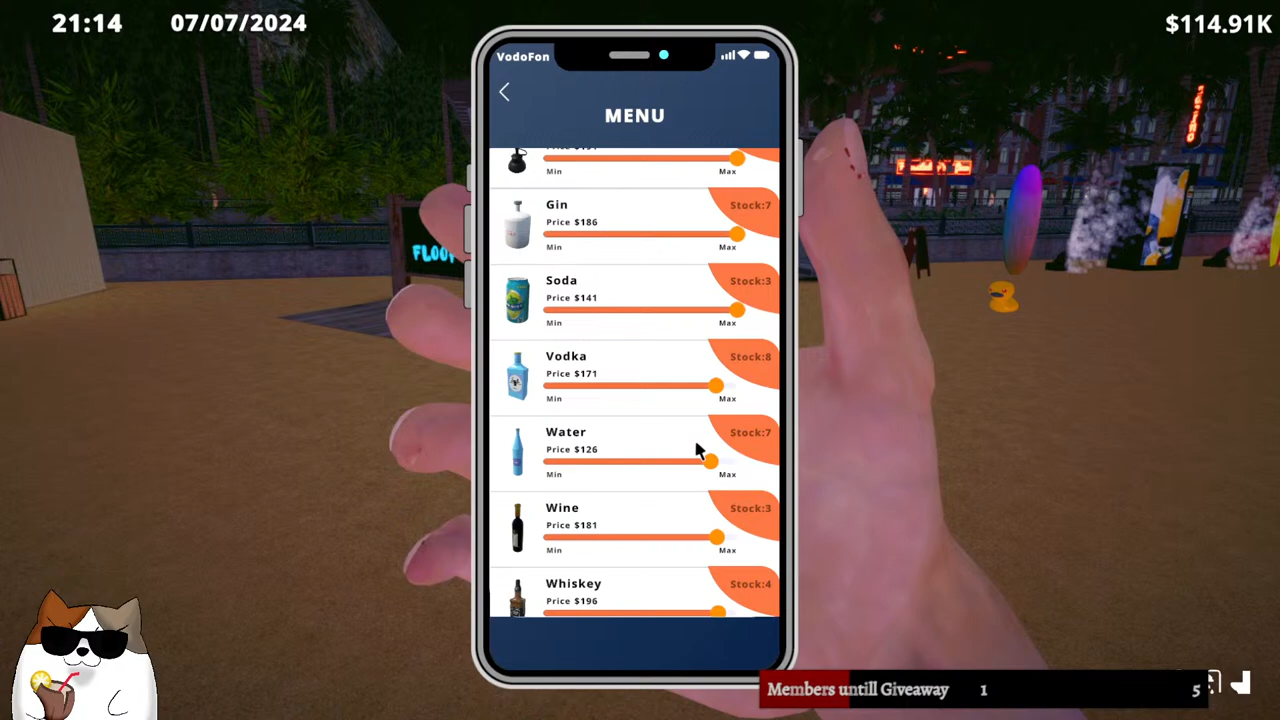 21:14 07/07/2024 $114.91K
VodoFon
MENU
Min Max
Gin Stock:7
Price $186
Min Max
Soda Stock:3
Price $141
Min Max
Vodka Stock:8
Price $171
Min Max
Water Stock:7
Price $126
Min Max
Wine Stock:3
Price $181
Min Max
Whiskey Stock:4
Price $196
Members untill Giveaway 1 5